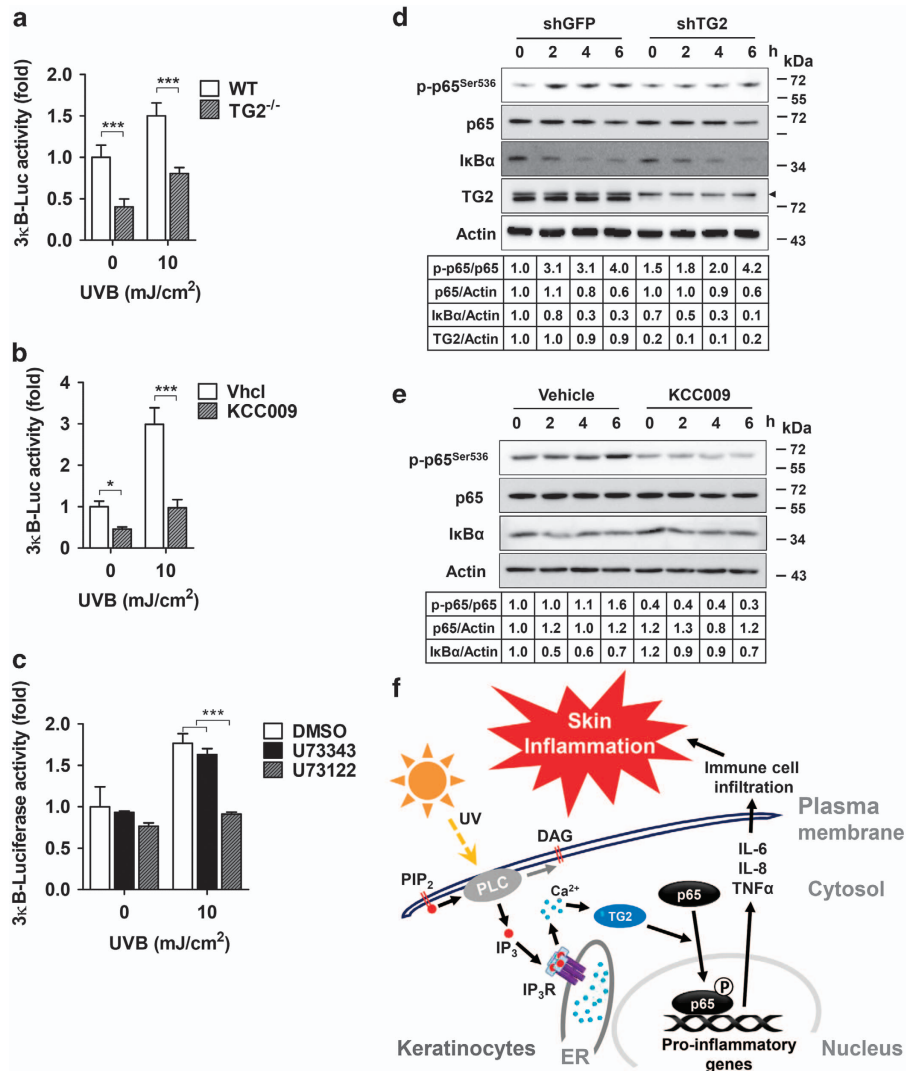 a
3κB-Luc activity (fold)
2.0
1.5
1.0
0.5
0.0
***
***
WT
TG2-/-
0 10
UVB (mJ/cm²)
b
3κB-Luc activity (fold)
4
3
2
1
0
*
***
Vhcl
KCC009
0 10
UVB (mJ/cm²)
c
3κB-Luciferase activity (fold)
2.0
1.5
1.0
0.5
0.0
***
DMSO
U73343
U73122
0 10
UVB (mJ/cm²)
d
shGFP shTG2
0 2 4 6 0 2 4 6 h
kDa
p-p65Ser536
72
55
p65
72
IκBα
34
TG2
72
Actin
43
p-p65/p65 1.0 3.1 3.1 4.0 1.5 1.8 2.0 4.2
p65/Actin 1.0 1.1 0.8 0.6 1.0 1.0 0.9 0.6
IκBα/Actin 1.0 0.8 0.3 0.3 0.7 0.5 0.3 0.1
TG2/Actin 1.0 1.0 0.9 0.9 0.2 0.1 0.1 0.2
e
Vehicle KCC009
0 2 4 6 0 2 4 6 h
kDa
p-p65Ser536
72
55
p65
72
55
IκBα
34
Actin
43
p-p65/p65 1.0 1.0 1.1 1.6 0.4 0.4 0.4 0.3
p65/Actin 1.0 1.2 1.0 1.2 1.2 1.3 0.8 1.2
IκBα/Actin 1.0 0.5 0.6 0.7 1.2 0.9 0.9 0.7
f
Skin
Inflammation
Immune cell
infiltration
UV
Plasma
membrane
DAG
PIP2
PLC
IL-6
IL-8
TNFα
Cytosol
Ca2+
TG2
p65
IP3
IP3R
P
p65
Keratinocytes
ER
Pro-inflammatory
genes
Nucleus